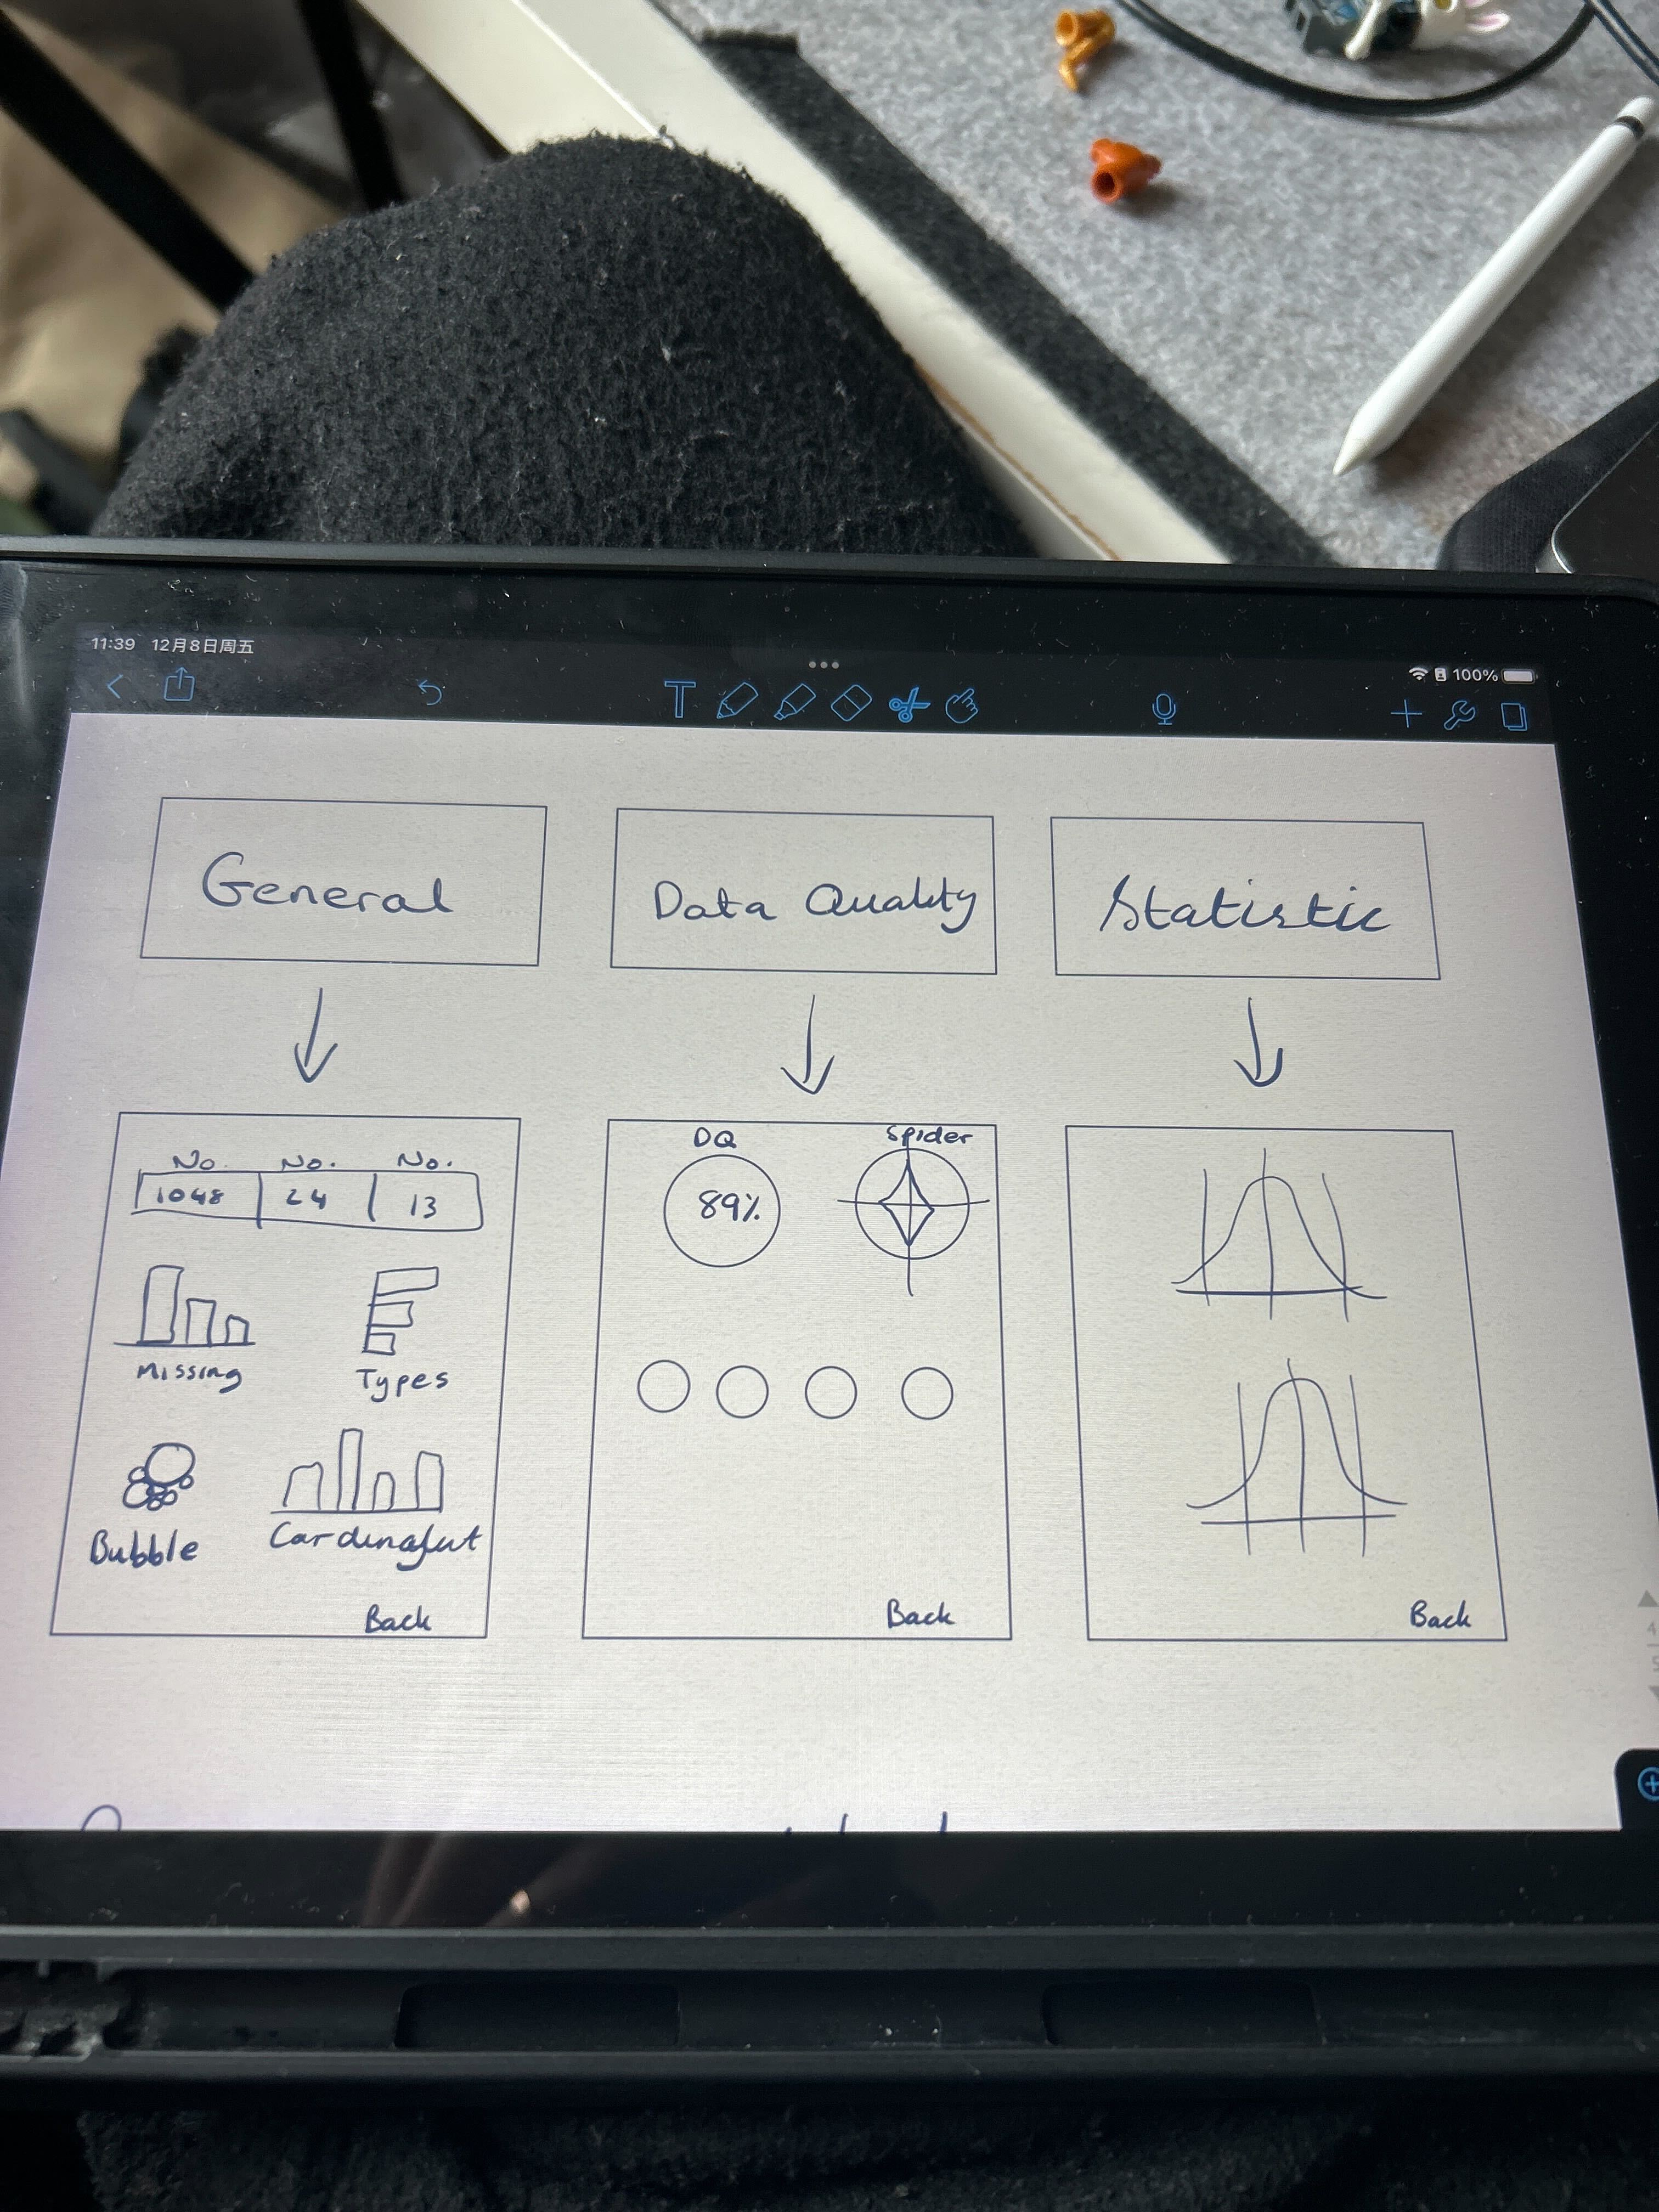 11:39 12月8日周五
100%
General
Data Quality
Statistic
No. No. No.
1048 24 13
Missing
Types
Bubble
Back
DQ
Spider
89%
Back
Back